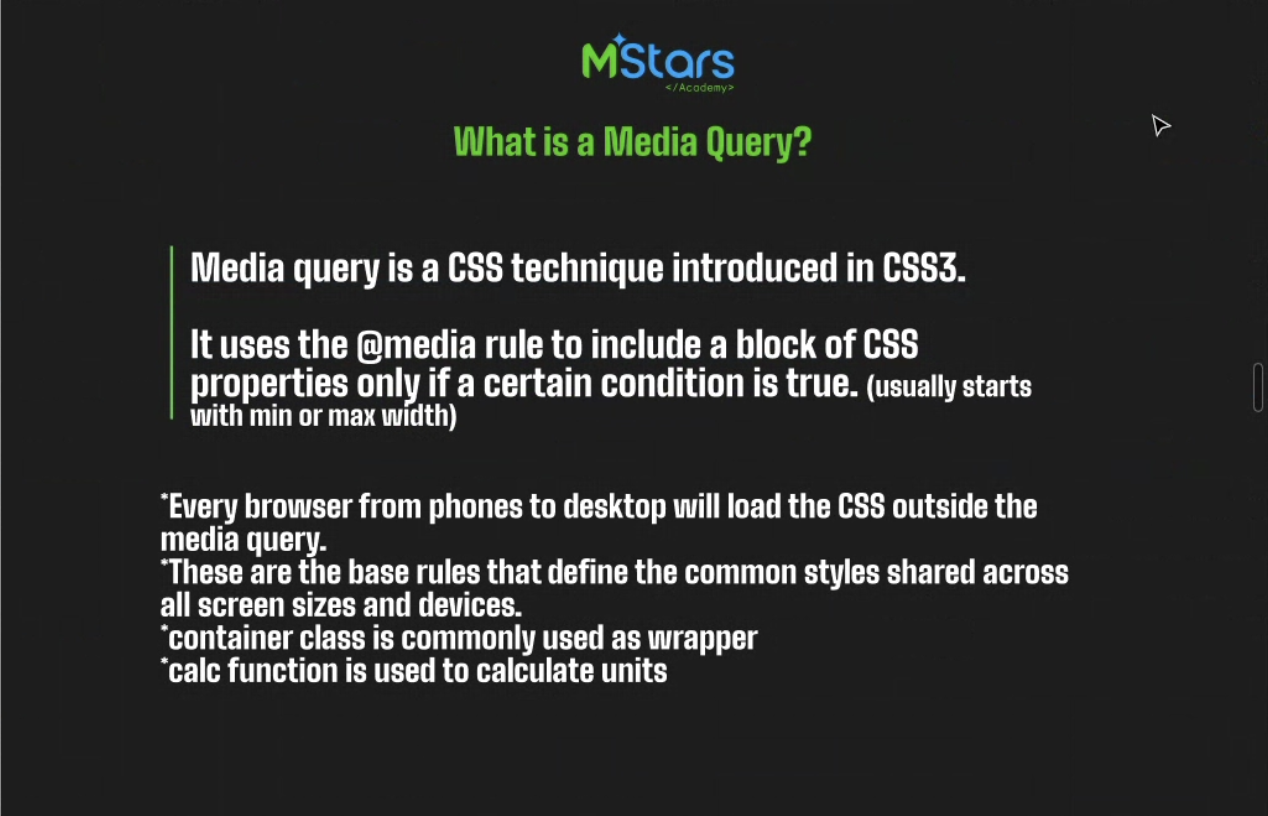 MStars
</Academy>
What is a Media Query?
Media query is a CSS technique introduced in CSS3.
It uses the @media rule to include a block of CSS
properties only if a certain condition is true. (usually starts
with min or max width)
*Every browser from phones to desktop will load the CSS outside the
media query.
*These are the base rules that define the common styles shared across
all screen sizes and devices.
*container class is commonly used as wrapper
*calc function is used to calculate units